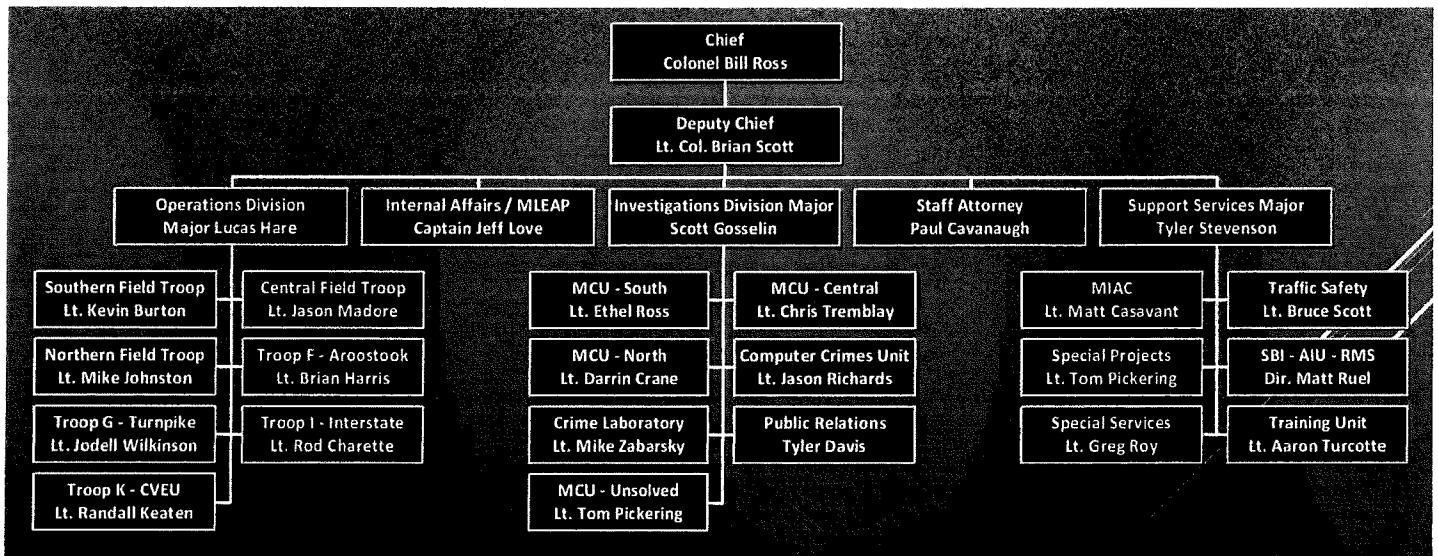 Chief
Colonel Bill Ross
Deputy Chief
Lt. Col. Brian Scott
Operations Division
Major Lucas Hare
Internal Affairs / MLEAP
Captain Jeff Love
Investigations Division Major
Scott Gosselin
Staff Attorney
Paul Cavanaugh
Support Services Major
Tyler Stevenson
Southern Field Troop
Lt. Kevin Burton
Central Field Troop
Lt. Jason Madore
Northern Field Troop
Lt. Mike Johnston
Troop F - Aroostook
Lt. Brian Harris
Troop G - Turnpike
Lt. Jodell Wilkinson
Troop I - Interstate
Lt. Rod Charette
Troop K - CVEU
Lt. Randall Keaten
MCU - South
Lt. Ethel Ross
MCU - Central
Lt. Chris Tremblay
MCU - North
Lt. Darrin Crane
Computer Crimes Unit
Lt. Jason Richards
Crime Laboratory
Lt. Mike Zabarsky
Public Relations
Tyler Davis
MCU - Unsolved
Lt. Tom Pickering
MIAC
Lt. Matt Casavant
Traffic Safety
Lt. Bruce Scott
Special Projects
Lt. Tom Pickering
SBI - AIU - RMS
Dir. Matt Ruel
Special Services
Lt. Greg Roy
Training Unit
Lt. Aaron Turcotte